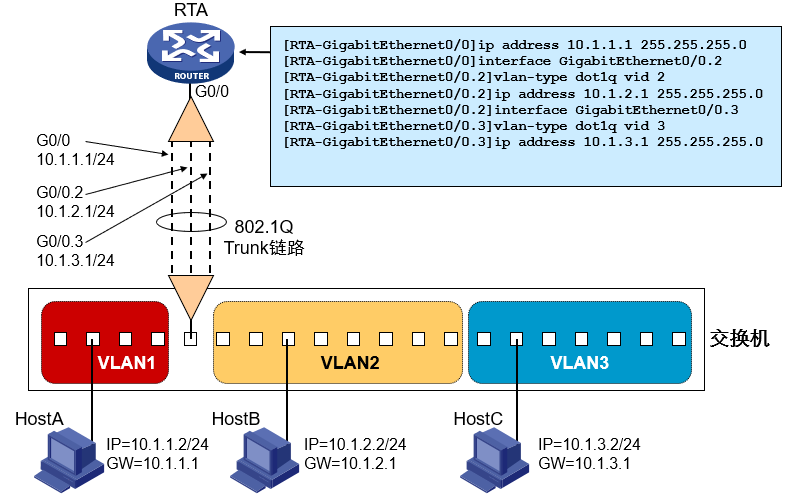 RTA
ROUTER
G0/0
[RTA-GigabitEthernet0/0]ip address 10.1.1.1 255.255.255.0
[RTA-GigabitEthernet0/0]interface GigabitEthernet0/0.2
[RTA-GigabitEthernet0/0.2]vlan-type dot1q vid 2
[RTA-GigabitEthernet0/0.2]ip address 10.1.2.1 255.255.255.0
[RTA-GigabitEthernet0/0.2]interface GigabitEthernet0/0.3
[RTA-GigabitEthernet0/0.3]vlan-type dot1q vid 3
[RTA-GigabitEthernet0/0.3]ip address 10.1.3.1 255.255.255.0
G0/0
10.1.1.1/24
G0/0.2
10.1.2.1/24
G0/0.3
10.1.3.1/24
802.1Q
Trunk链路
VLAN1
VLAN2
VLAN3
交换机
HostA
IP=10.1.1.2/24
GW=10.1.1.1
HostB
IP=10.1.2.2/24
GW=10.1.2.1
HostC
IP=10.1.3.2/24
GW=10.1.3.1